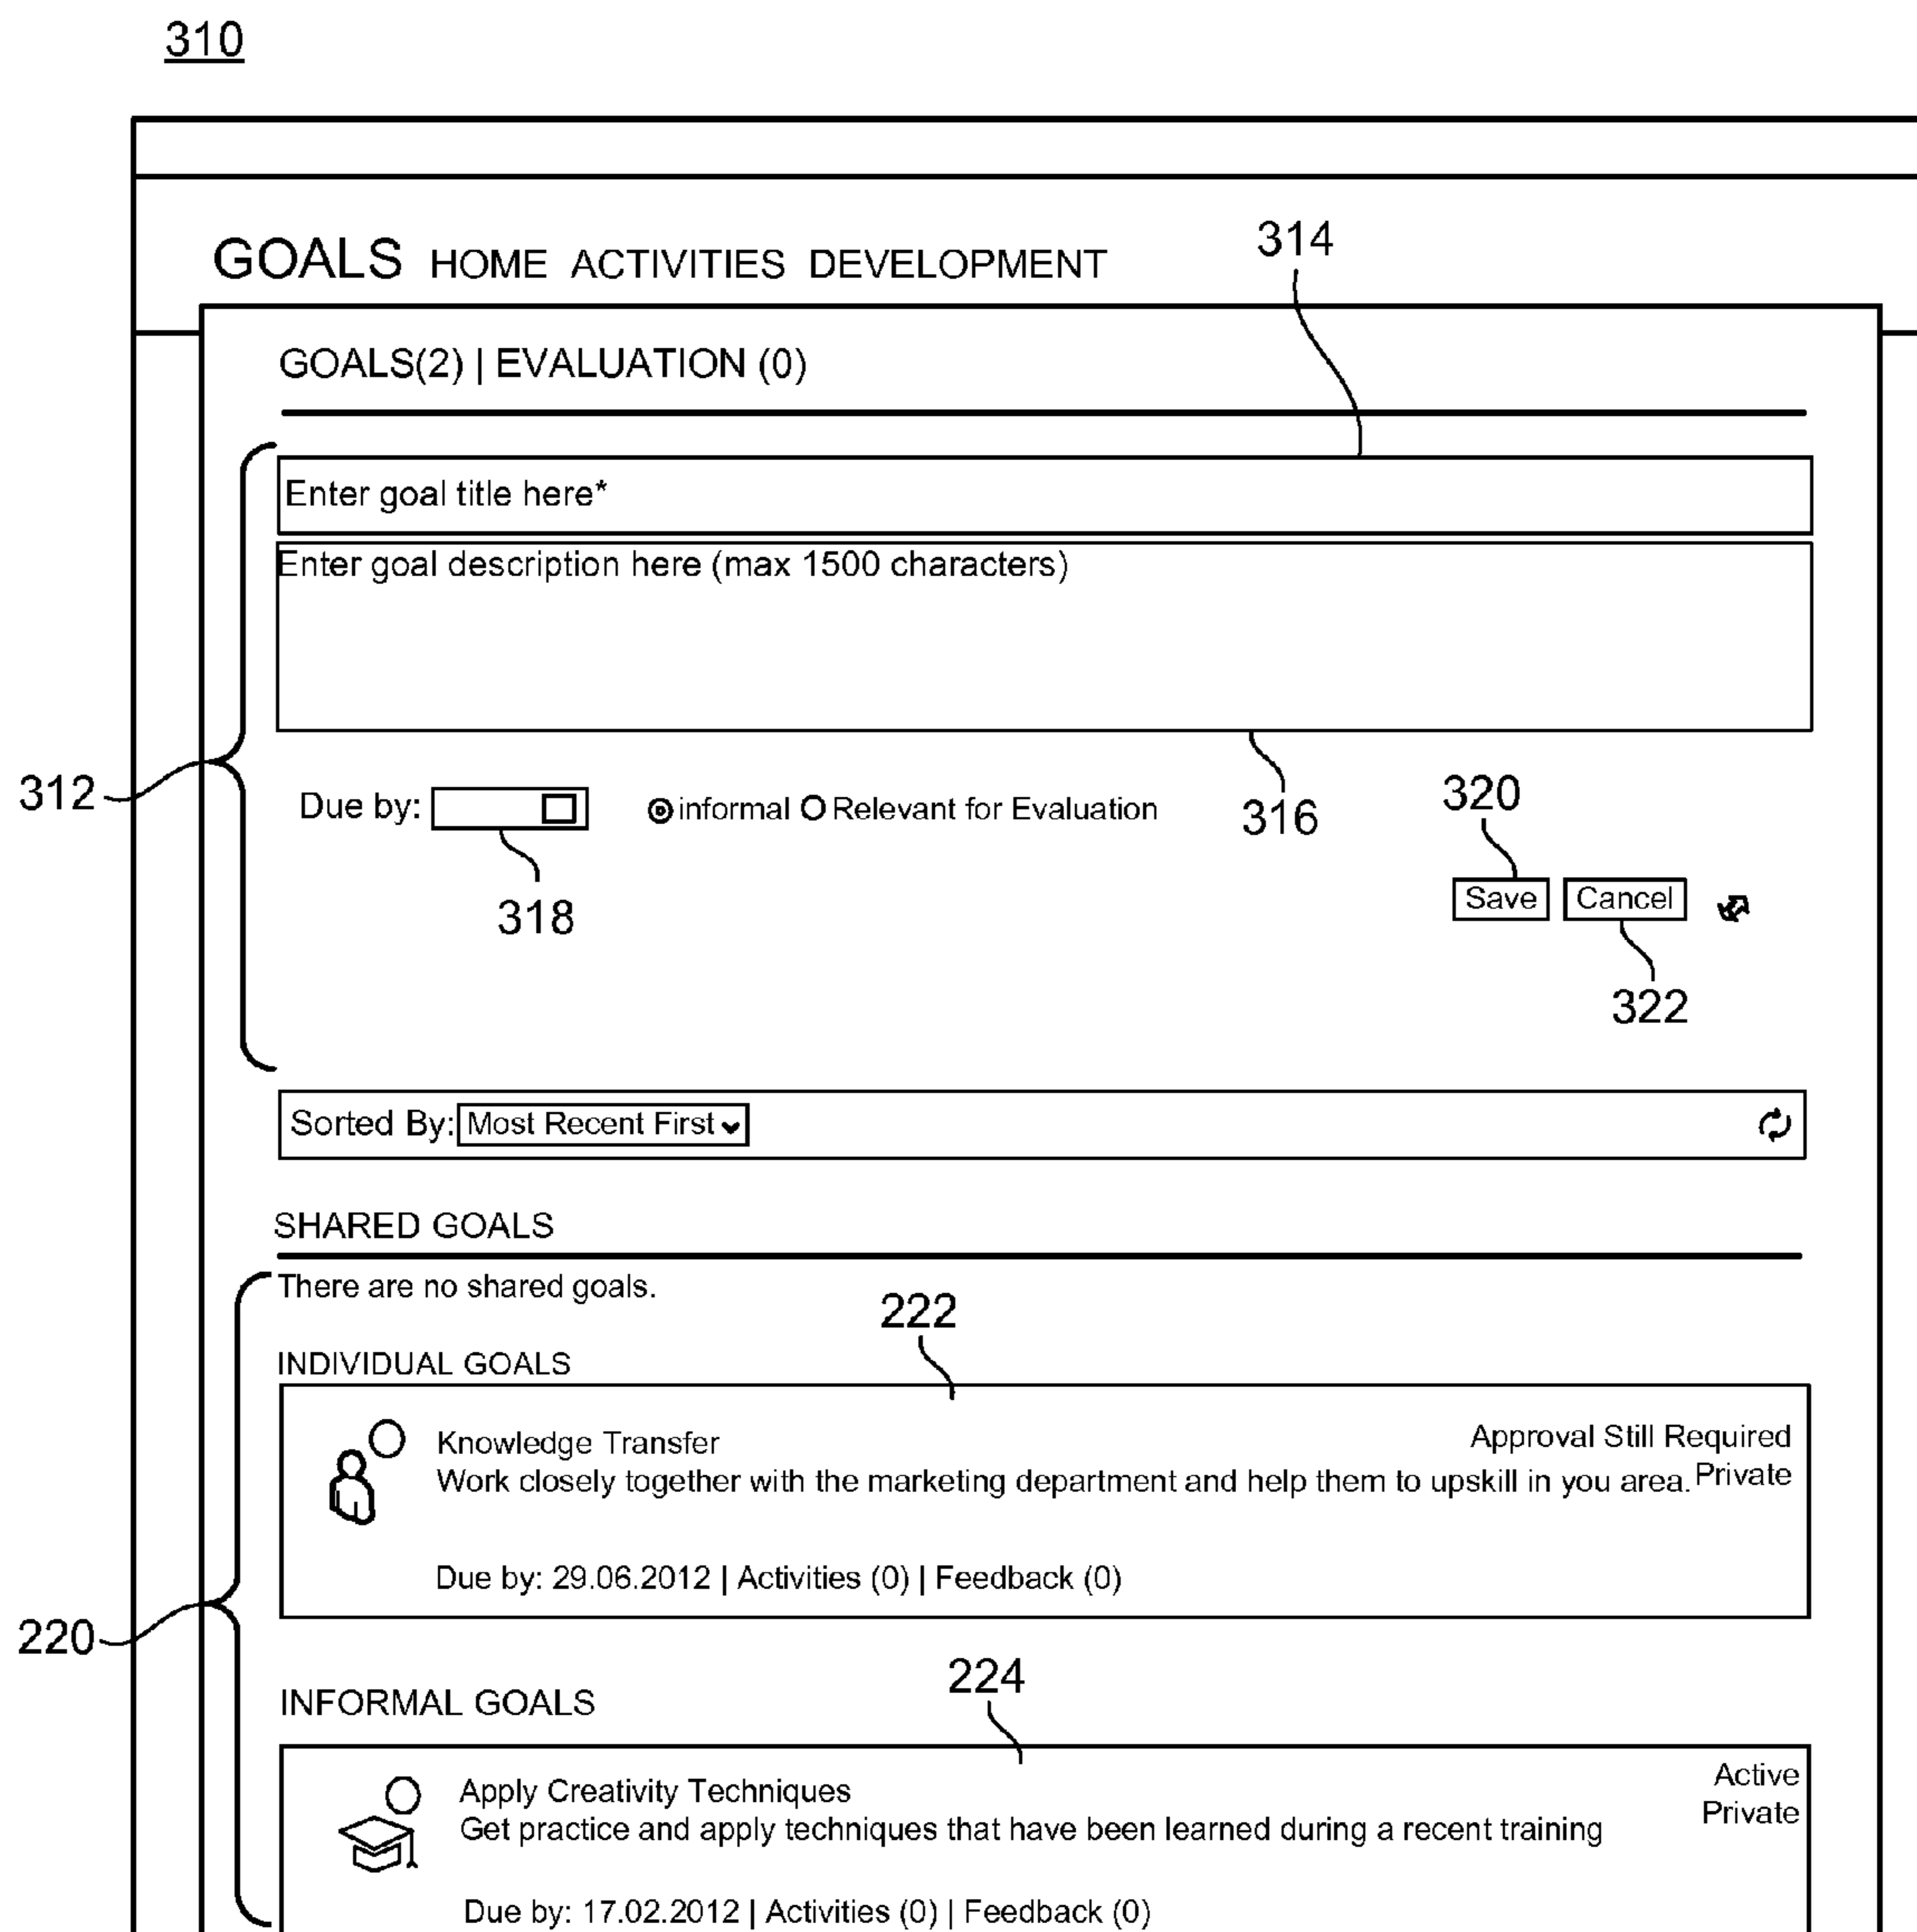 310
GOALS HOME ACTIVITIES DEVELOPMENT
314
GOALS(2) | EVALUATION (0)
Enter goal title here*
Enter goal description here (max 1500 characters)
312
Due by:
informal
Relevant for Evaluation
316
320
318
Save
Cancel
322
Sorted By: Most Recent First
SHARED GOALS
There are no shared goals.
222
INDIVIDUAL GOALS
Knowledge Transfer
Approval Still Required
Work closely together with the marketing department and help them to upskill in you area.
Private
Due by: 29.06.2012 | Activities (0) | Feedback (0)
220
224
INFORMAL GOALS
Apply Creativity Techniques
Active
Get practice and apply techniques that have been learned during a recent training
Private
Due by: 17.02.2012 | Activities (0) | Feedback (0)